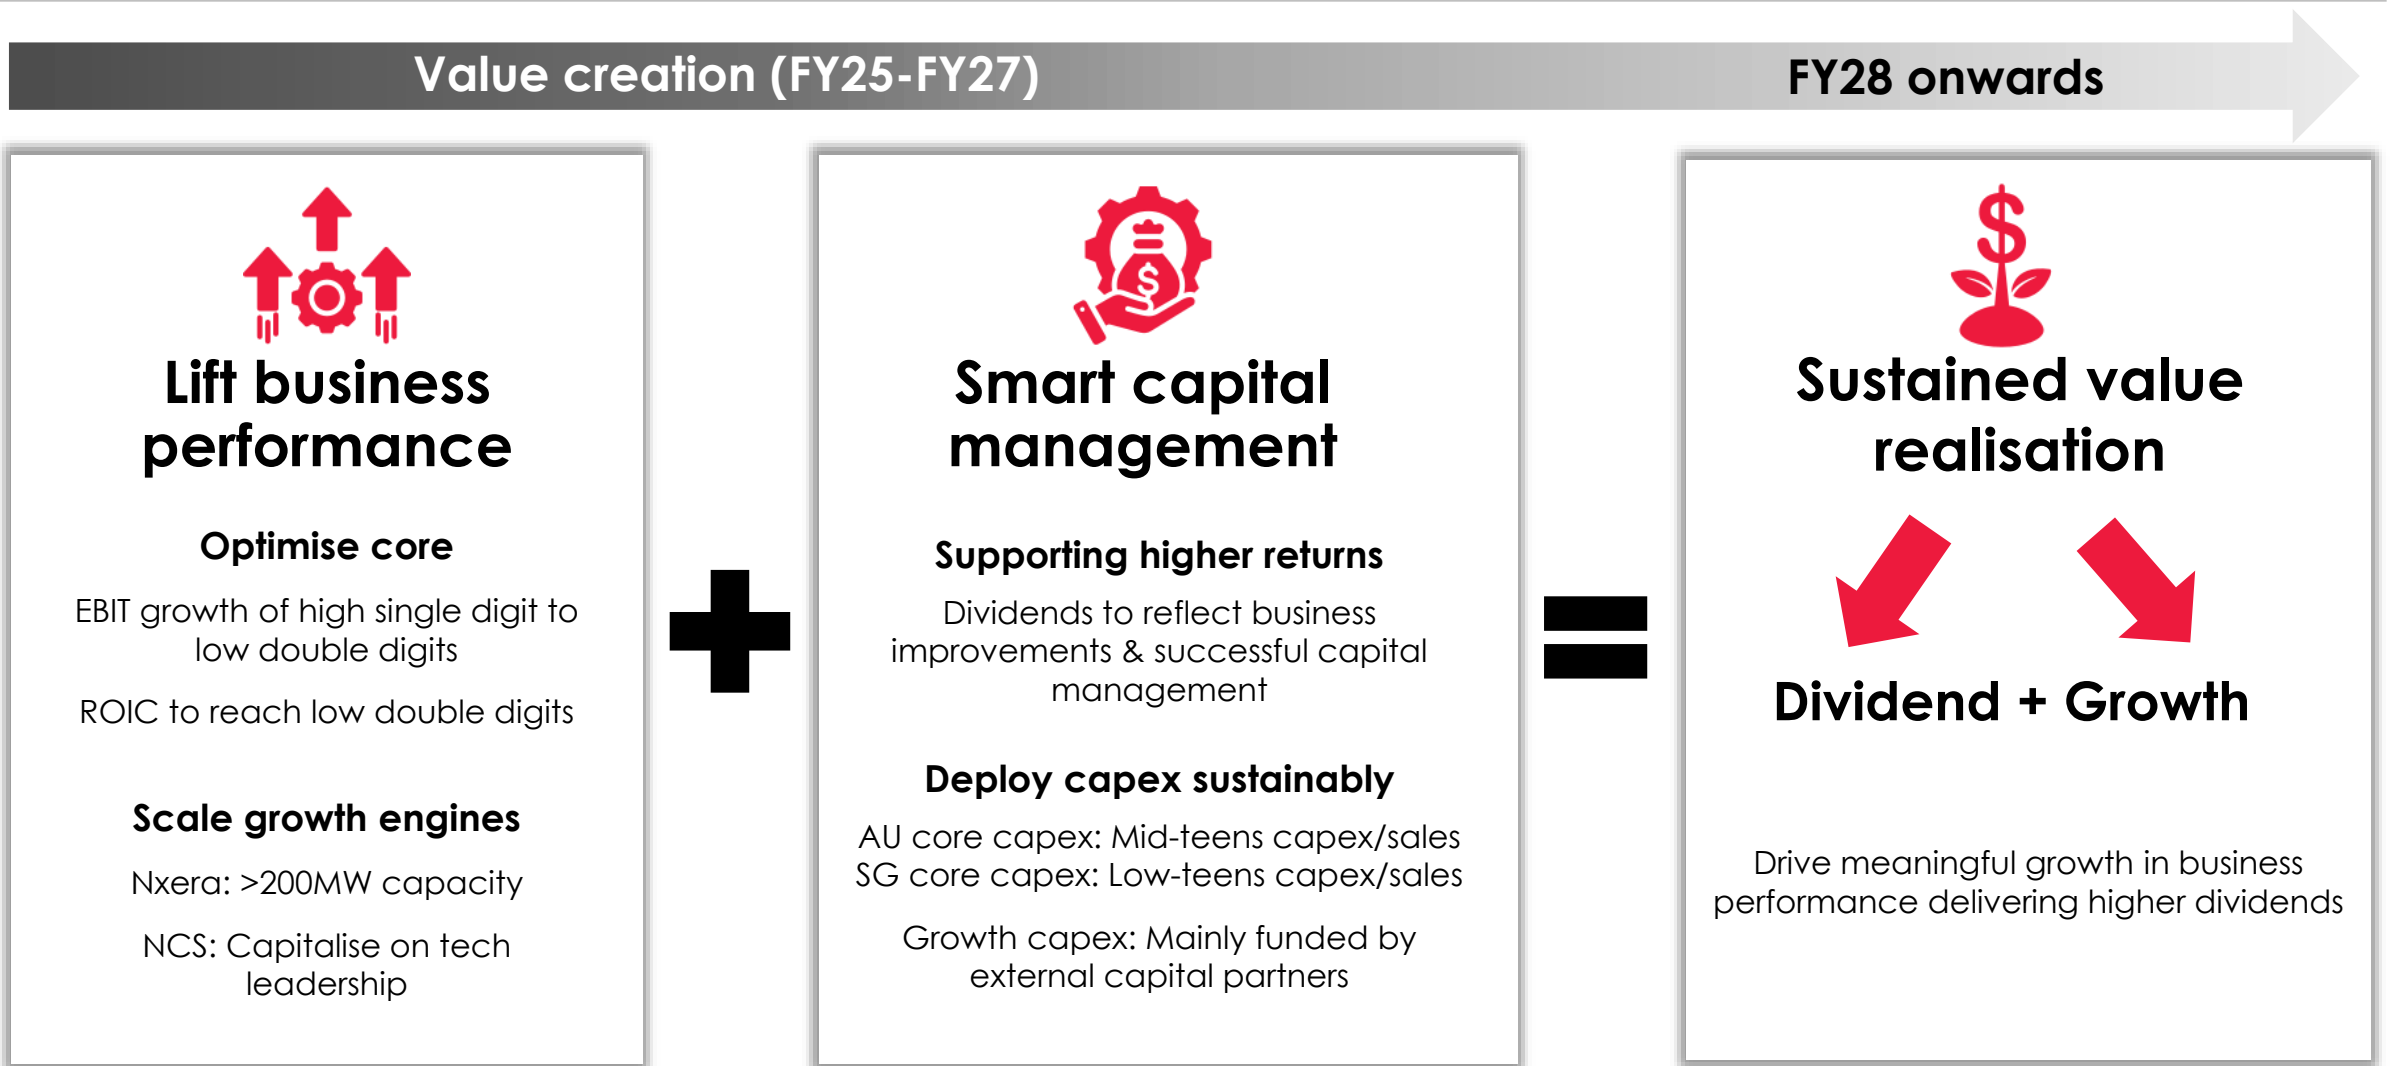 Value creation (FY25-FY27)
FY28 onwards
Lift business
performance
Optimise core
EBIT growth of high single digit to
low double digits
ROIC to reach low double digits
Scale growth engines
Nxera: >200MW capacity
NCS: Capitalise on tech
leadership
Smart capital
management
Supporting higher returns
Dividends to reflect business
improvements & successful capital
management
Deploy capex sustainably
AU core capex: Mid-teens capex/sales
SG core capex: Low-teens capex/sales
Growth capex: Mainly funded by
external capital partners
Sustained value
realisation
Dividend + Growth
Drive meaningful growth in business
performance delivering higher dividends